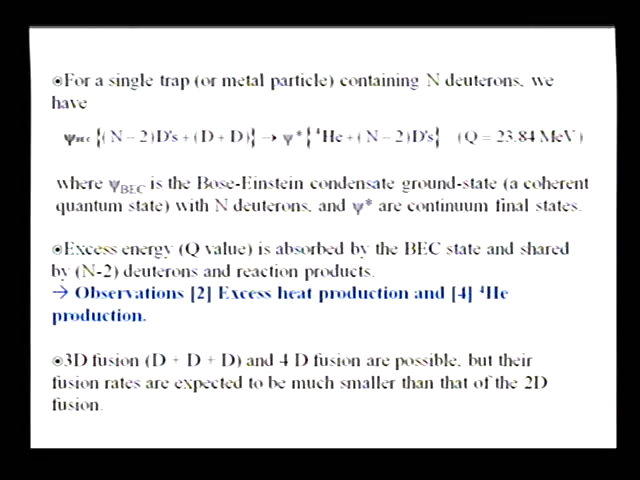 ◉For a single trap (or metal particle) containing N deuterons, we
have
ψBEC {(N – 2)D's + (D + D)} → ψ* {⁴He + (N – 2)D's} (Q = 23.84 MeV)
where ψBEC is the Bose-Einstein condensate ground-state (a coherent
quantum state) with N deuterons, and ψ* are continuum final states.
◉Excess energy (Q value) is absorbed by the BEC state and shared
by (N-2) deuterons and reaction products.
→ Observations [2] Excess heat production and [4] ⁴He
production.
◉3D fusion (D + D + D) and 4 D fusion are possible, but their
fusion rates are expected to be much smaller than that of the 2D
fusion.